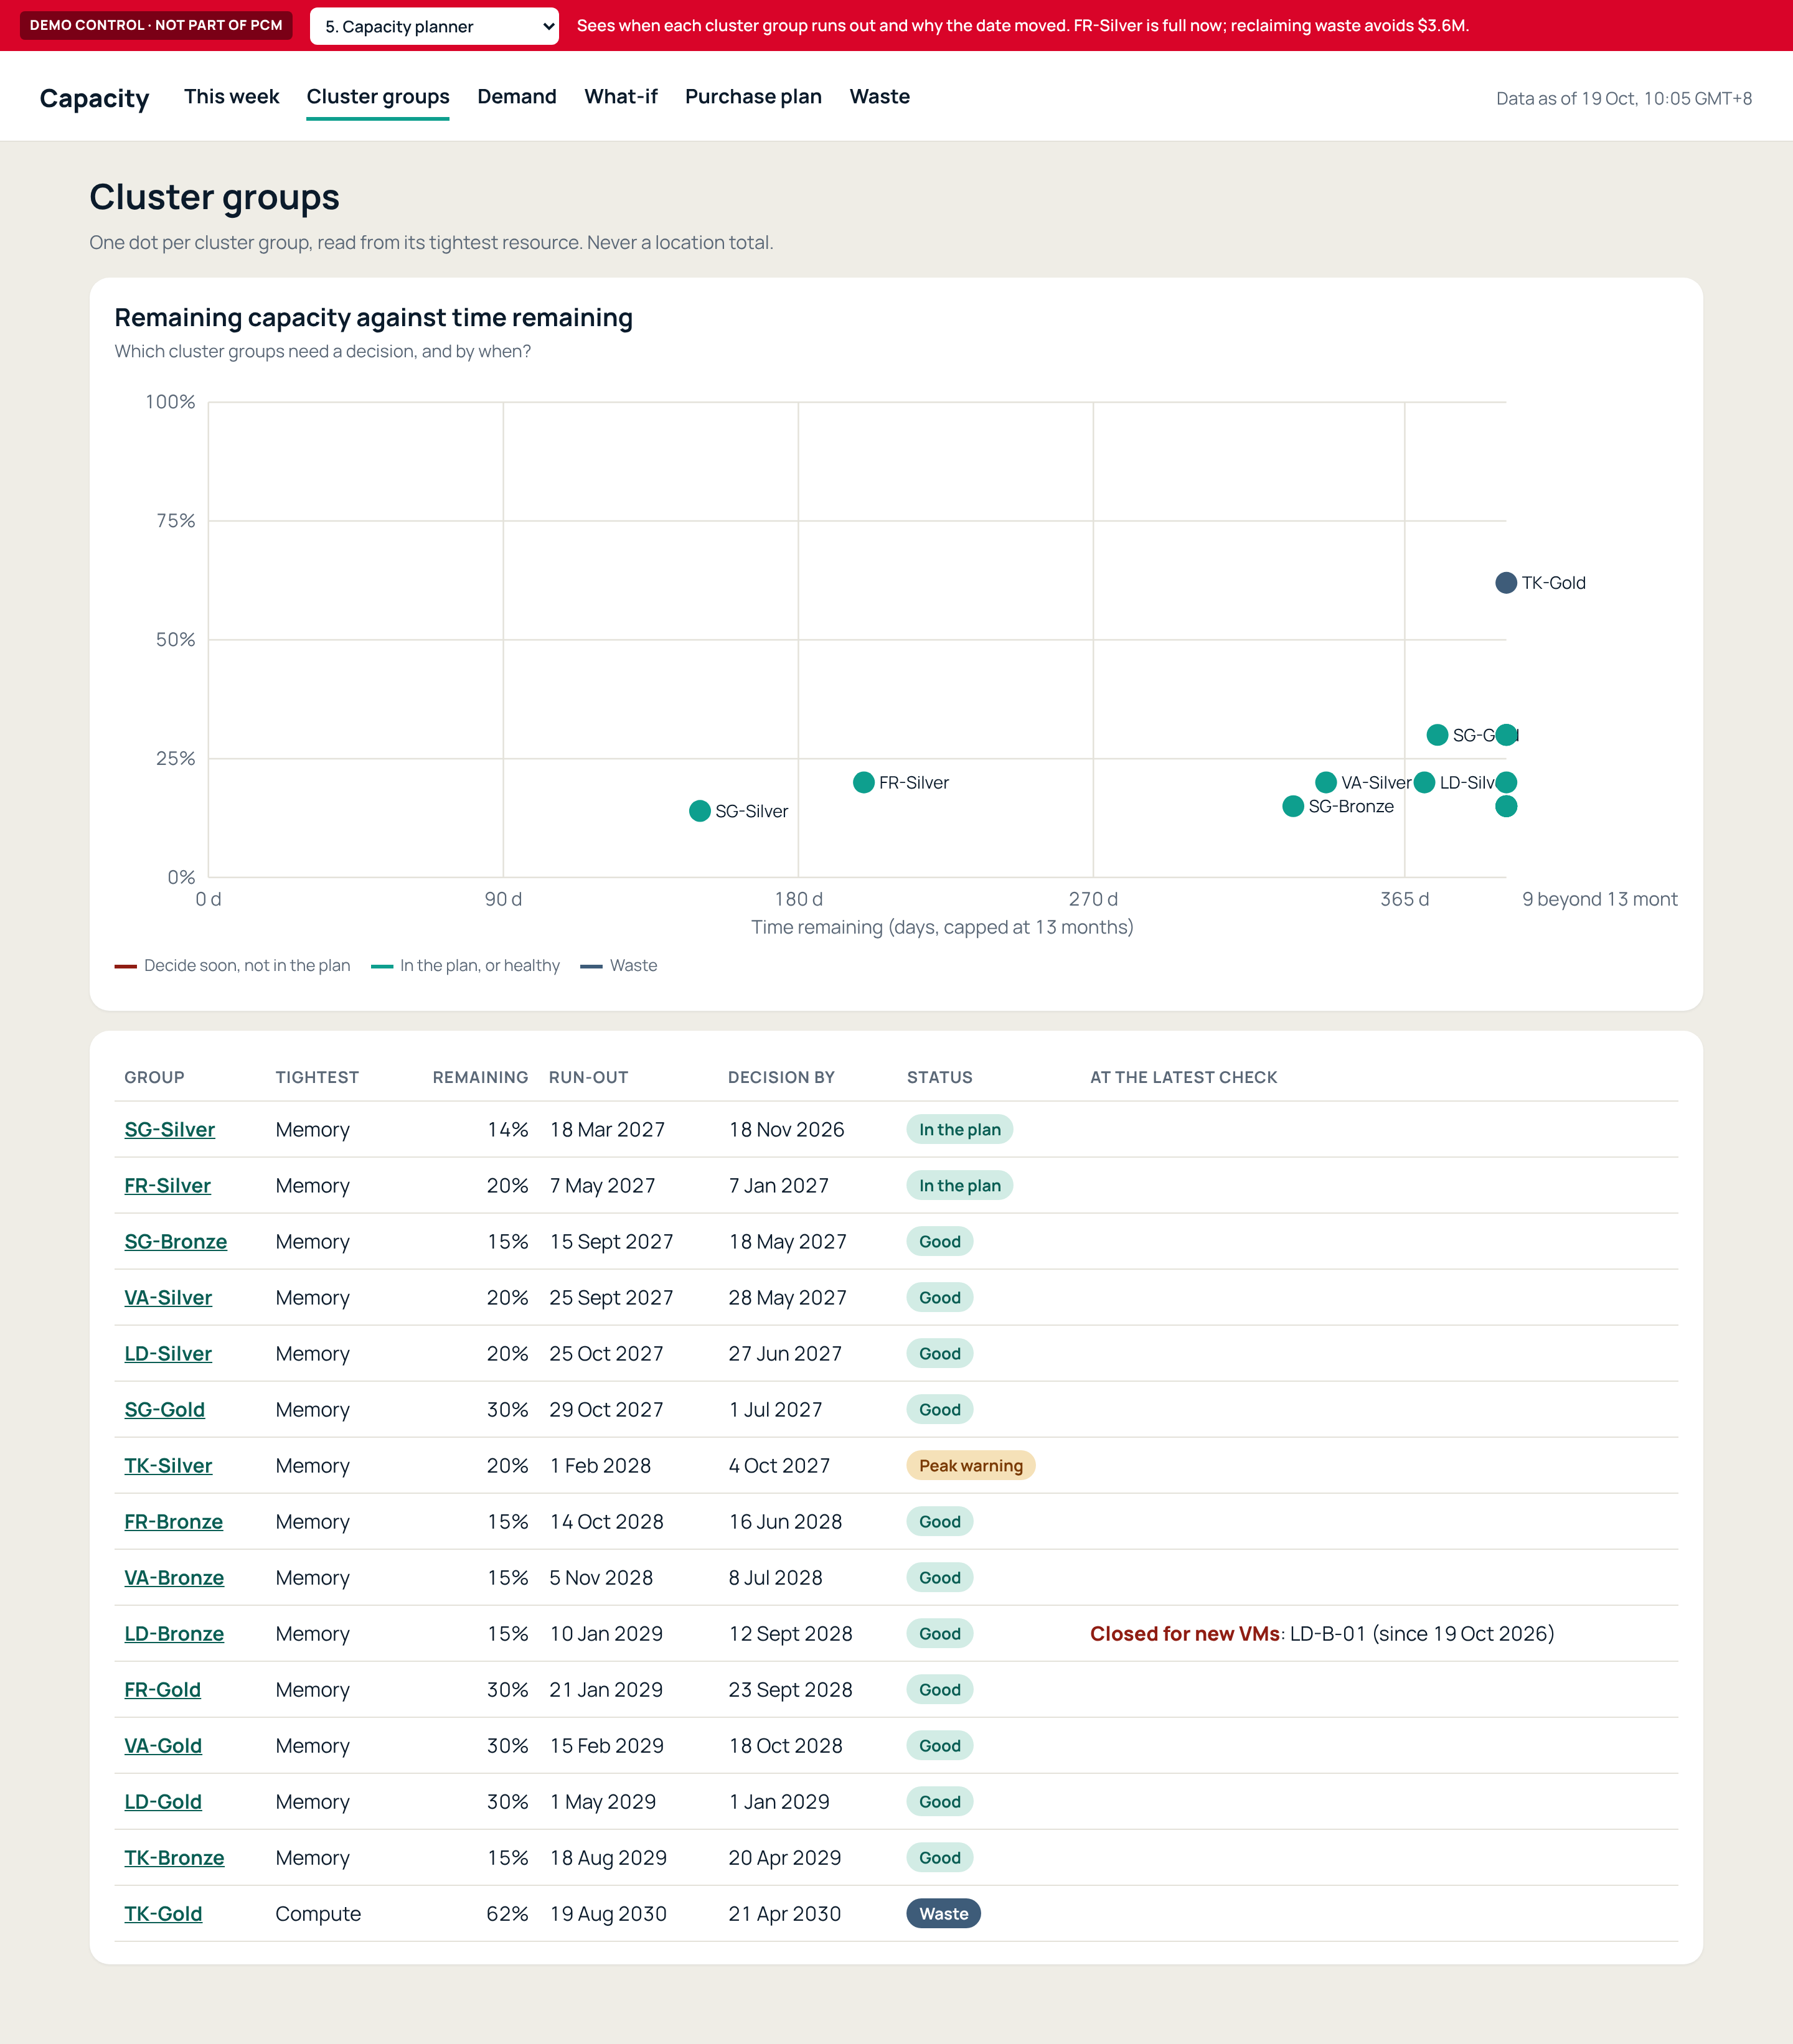 DEMO CONTROL · NOT PART OF PCM
5. Capacity planner
Sees when each cluster group runs out and why the date moved. FR-Silver is full now; reclaiming waste avoids $3.6M.
Capacity
This week
Cluster groups
Demand
What-if
Purchase plan
Waste
Data as of 19 Oct, 10:05 GMT+8
Cluster groups
One dot per cluster group, read from its tightest resource. Never a location total.
Remaining capacity against time remaining
Which cluster groups need a decision, and by when?
100%
75%
TK-Gold
50%
25%
FR-Silver
VA-Silver
SG-Silver
SG-Bronze
0%
0 d
90 d
180 d
270 d
365 d
9 beyond 13 mont
Time remaining (days, capped at 13 months)
Decide soon, not in the plan
In the plan, or healthy
Waste
GROUP TIGHTEST REMAINING RUN-OUT DECISION BY STATUS AT THE LATEST CHECK
SG-Silver Memory 14% 18 Mar 2027 18 Nov 2026 In the plan
FR-Silver Memory 20% 7 May 2027 7 Jan 2027 In the plan
SG-Bronze Memory 15% 15 Sept 2027 18 May 2027 Good
VA-Silver Memory 20% 25 Sept 2027 28 May 2027 Good
LD-Silver Memory 20% 25 Oct 2027 27 Jun 2027 Good
SG-Gold Memory 30% 29 Oct 2027 1 Jul 2027 Good
TK-Silver Memory 20% 1 Feb 2028 4 Oct 2027 Peak warning
FR-Bronze Memory 15% 14 Oct 2028 16 Jun 2028 Good
VA-Bronze Memory 15% 5 Nov 2028 8 Jul 2028 Good
LD-Bronze Memory 15% 10 Jan 2029 12 Sept 2028 Good Closed for new VMs: LD-B-01 (since 19 Oct 2026)
FR-Gold Memory 30% 21 Jan 2029 23 Sept 2028 Good
VA-Gold Memory 30% 15 Feb 2029 18 Oct 2028 Good
LD-Gold Memory 30% 1 May 2029 1 Jan 2029 Good
TK-Bronze Memory 15% 18 Aug 2029 20 Apr 2029 Good
TK-Gold Compute 62% 19 Aug 2030 21 Apr 2030 Waste